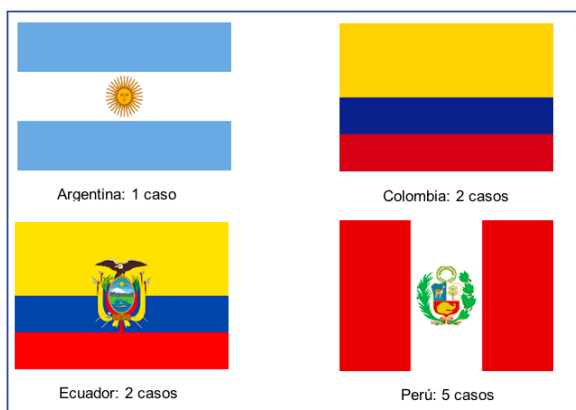 Argentina: 1 caso
Colombia: 2 casos
Ecuador: 2 casos
Perú: 5 casos